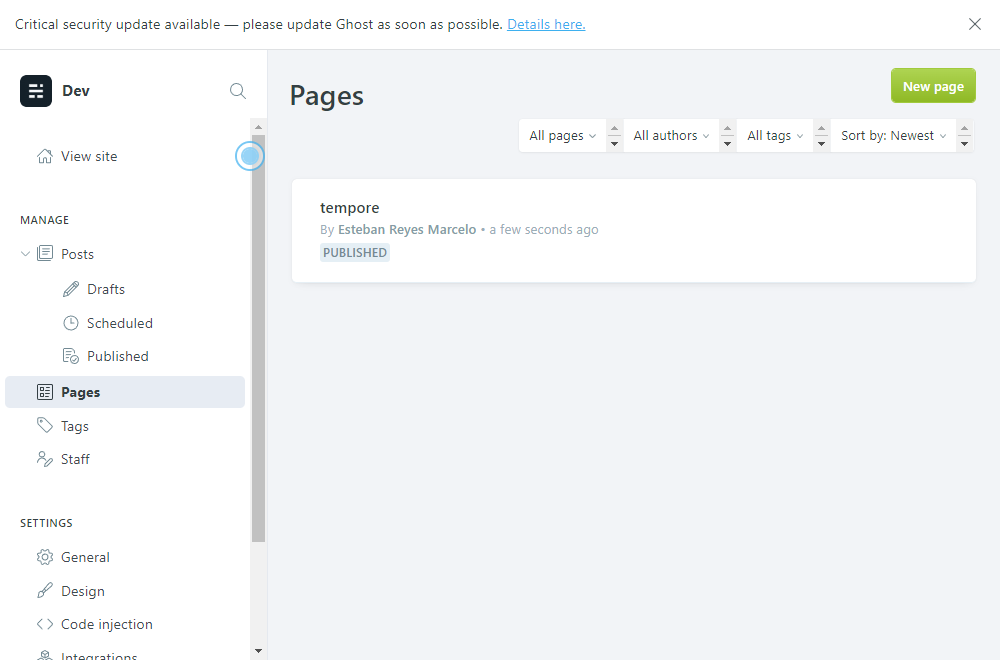 Critical security update available — please update Ghost as soon as possible. Details here.
Dev
View site
MANAGE
Posts
Drafts
Scheduled
Published
Pages
Tags
Staff
SETTINGS
General
Design
Code injection
Integrations
Pages
New page
All pages
All authors
All tags
Sort by: Newest
tempore
By Esteban Reyes Marcelo • a few seconds ago
PUBLISHED